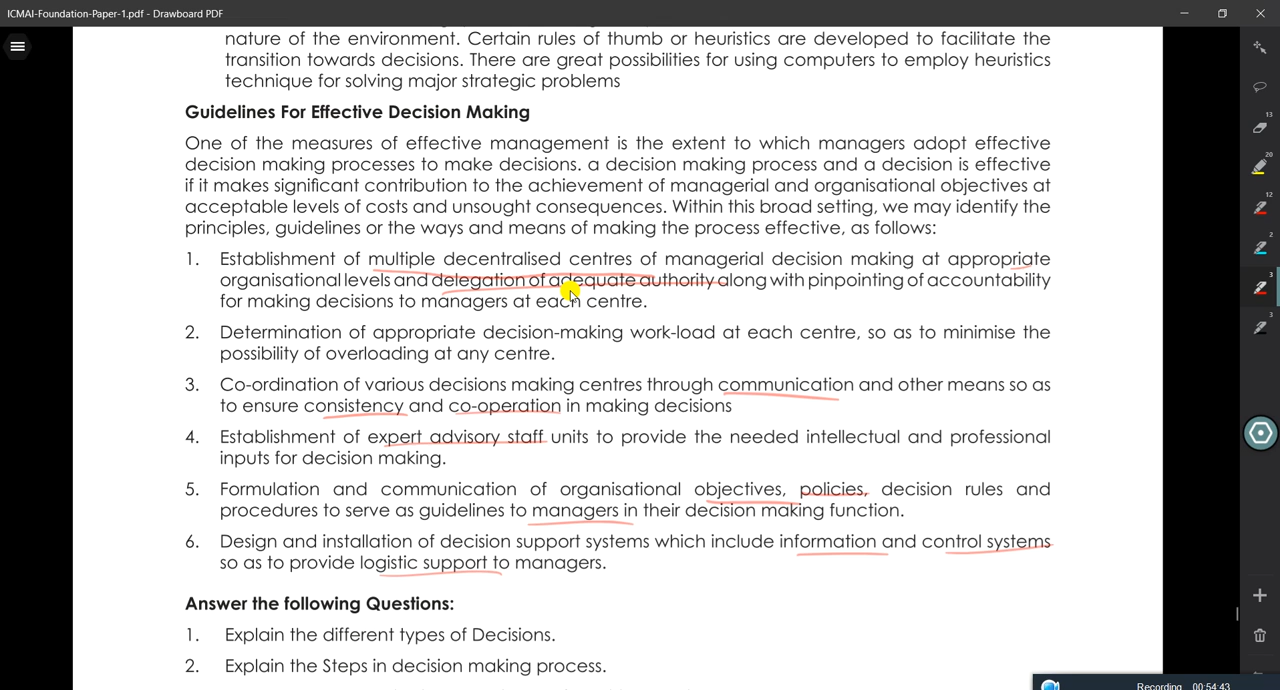 ICMAI-Foundation-Paper-1.pdf - Drawboard PDF
nature of the environment. Certain rules of thumb or heuristics are developed to facilitate the
transition towards decisions. There are great possibilities for using computers to employ heuristics
technique for solving major strategic problems
Guidelines For Effective Decision Making
One of the measures of effective management is the extent to which managers adopt effective
decision making processes to make decisions. a decision making process and a decision is effective
if it makes significant contribution to the achievement of managerial and organisational objectives at
acceptable levels of costs and unsought consequences. Within this broad setting, we may identify the
principles, guidelines or the ways and means of making the process effective, as follows:
1. Establishment of multiple decentralised centres of managerial decision making at appropriate
organisational levels and delegation of adequate authority along with pinpointing of accountability
for making decisions to managers at each centre.
2. Determination of appropriate decision-making work-load at each centre, so as to minimise the
possibility of overloading at any centre.
3. Co-ordination of various decisions making centres through communication and other means so as
to ensure consistency and co-operation in making decisions
4. Establishment of expert advisory staff units to provide the needed intellectual and professional
inputs for decision making.
5. Formulation and communication of organisational objectives, policies, decision rules and
procedures to serve as guidelines to managers in their decision making function.
6. Design and installation of decision support systems which include information and control systems
so as to provide logistic support to managers.
Answer the following Questions:
1. Explain the different types of Decisions.
2. Explain the Steps in decision making process.
13
20
12
2
3
3
Recording 00:54:43